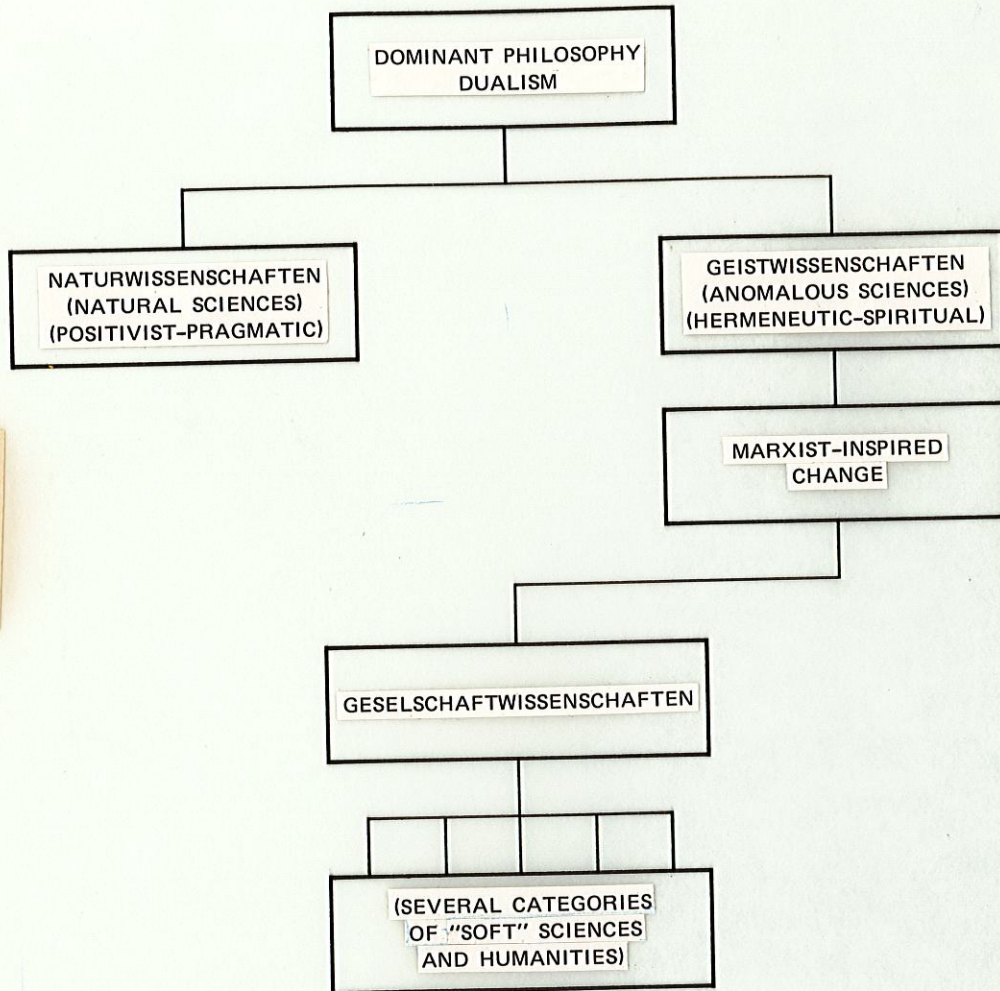 DOMINANT PHILOSOPHY
DUALISM
NATURWISSENSCHAFTEN
(NATURAL SCIENCES)
(POSITIVIST-PRAGMATIC)
GEISTWISSENSCHAFTEN
(ANOMALOUS SCIENCES)
(HERMENEUTIC-SPIRITUAL)
MARXIST-INSPIRED
CHANGE
GESELSCHAFTWISSENSCHAFTEN
(SEVERAL CATEGORIES
OF "SOFT" SCIENCES
AND HUMANITIES)